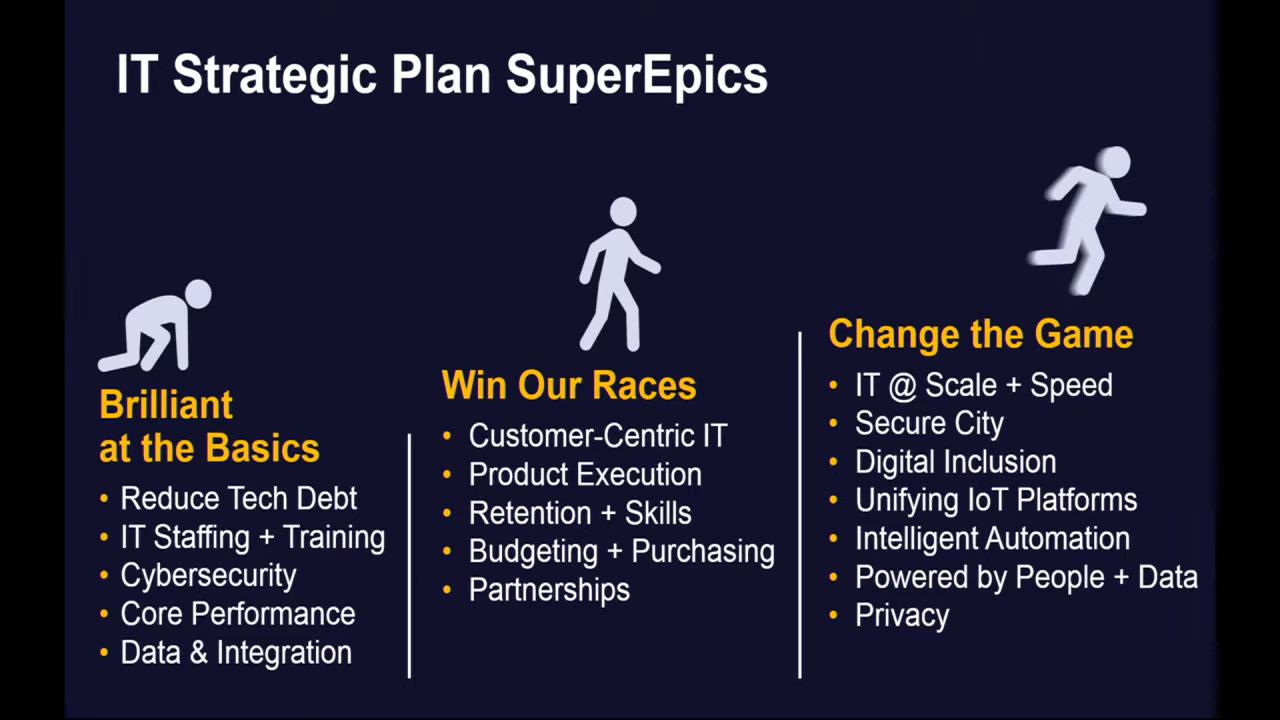 IT Strategic Plan SuperEpics
Brilliant
at the Basics
• Reduce Tech Debt
• IT Staffing + Training
• Cybersecurity
• Core Performance
• Data & Integration
Win Our Races
• Customer-Centric IT
• Product Execution
• Retention + Skills
• Budgeting + Purchasing
• Partnerships
Change the Game
• IT @ Scale + Speed
• Secure City
• Digital Inclusion
• Unifying IoT Platforms
• Intelligent Automation
• Powered by People + Data
• Privacy